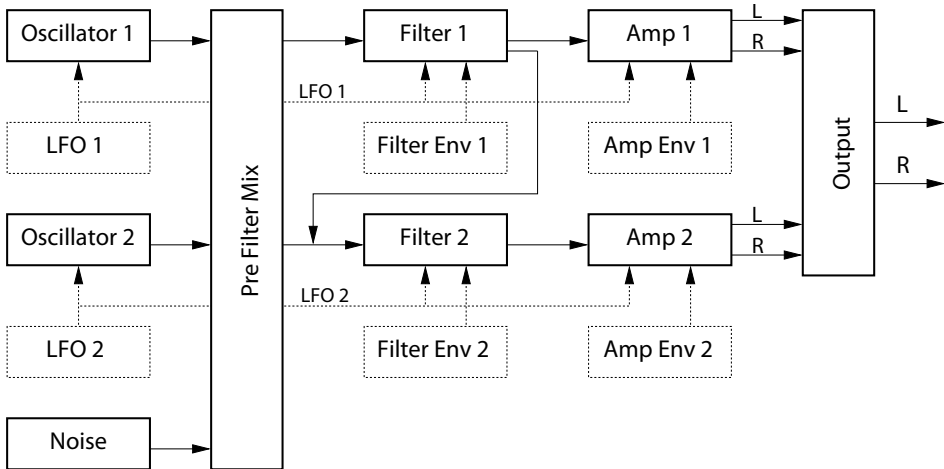 Oscillator 1
Filter 1
Amp 1
L
R
LFO 1
LFO 1
Filter Env 1
Amp Env 1
Pre Filter Mix
Output
L
R
Oscillator 2
Filter 2
Amp 2
L
R
LFO 2
LFO 2
Filter Env 2
Amp Env 2
Noise